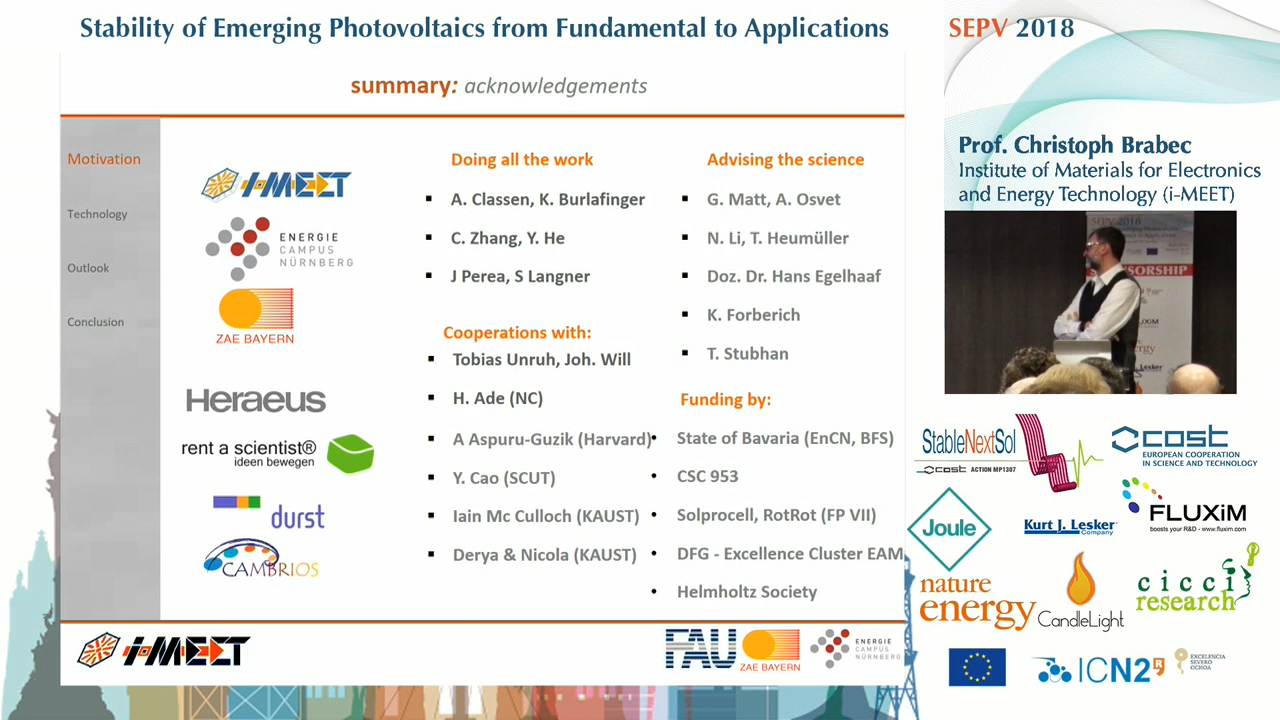 Stability of Emerging Photovoltaics from Fundamental to Applications
SEPV 2018
summary: acknowledgements
Motivation
Technology
Outlook
Conclusion
i-MEET
ENERGIE
CAMPUS
NÜRNBERG
ZAE BAYERN
Heraeus
rent a scientist®
ideen bewegen
durst
CAMBRIOS
Doing all the work
A. Classen, K. Burlafinger
C. Zhang, Y. He
J Perea, S Langner
Cooperations with:
Tobias Unruh, Joh. Will
H. Ade (NC)
A Aspuru-Guzik (Harvard)
Y. Cao (SCUT)
Iain Mc Culloch (KAUST)
Derya & Nicola (KAUST)
Advising the science
G. Matt, A. Osvet
N. Li, T. Heumüller
Doz. Dr. Hans Egelhaaf
K. Forberich
T. Stubhan
Funding by:
State of Bavaria (EnCN, BFS)
CSC 953
Solprocell, RotRot (FP VII)
DFG - Excellence Cluster EAM
Helmholtz Society
i-MEET
FAU
ZAE BAYERN
ENERGIE
CAMPUS
NÜRNBERG
Prof. Christoph Brabec
Institute of Materials for Electronics
and Energy Technology (i-MEET)
SEPV 2018
StableNextSol
cost ACTION MP1307
cost
EUROPEAN COOPERATION
IN SCIENCE AND TECHNOLOGY
Joule
Kurt J. Lesker
Company
FLUXiM
boosts your R&D - www.fluxim.com
nature
energy
CandleLight
cicci
research
ICN2
EXCELENCIA
SEVERO
OCHOA